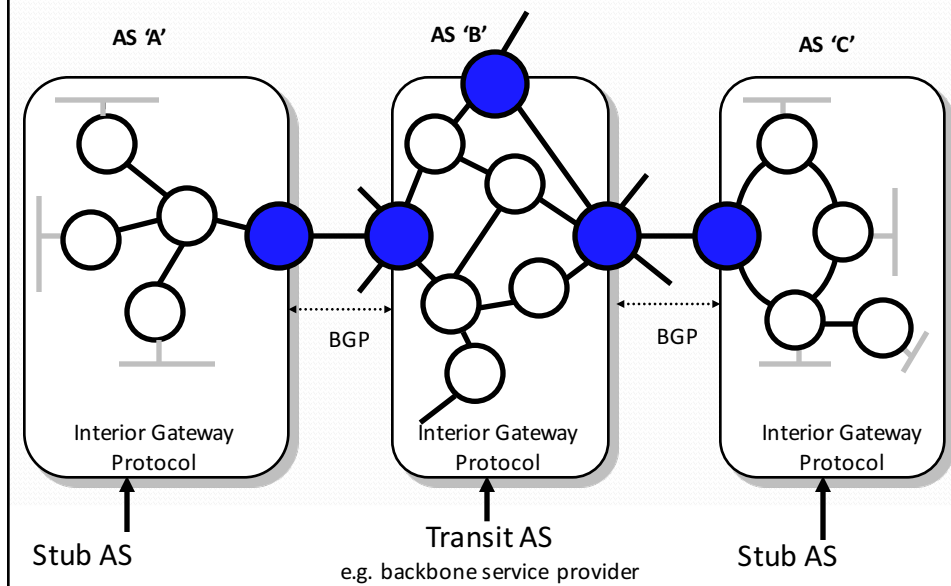 AS ‘A’
AS ‘B’
AS ‘C’
BGP
BGP
Interior Gateway
Protocol
Interior Gateway
Protocol
Interior Gateway
Protocol
Stub AS
Transit AS
e.g. backbone service provider
Stub AS